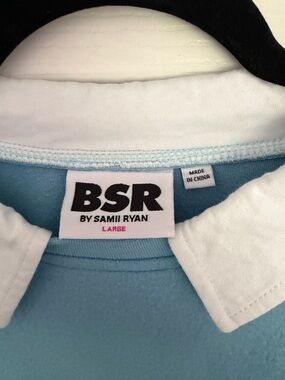 BSR
BY SAMII RYAN
LARGE
MADE
IN CHINA